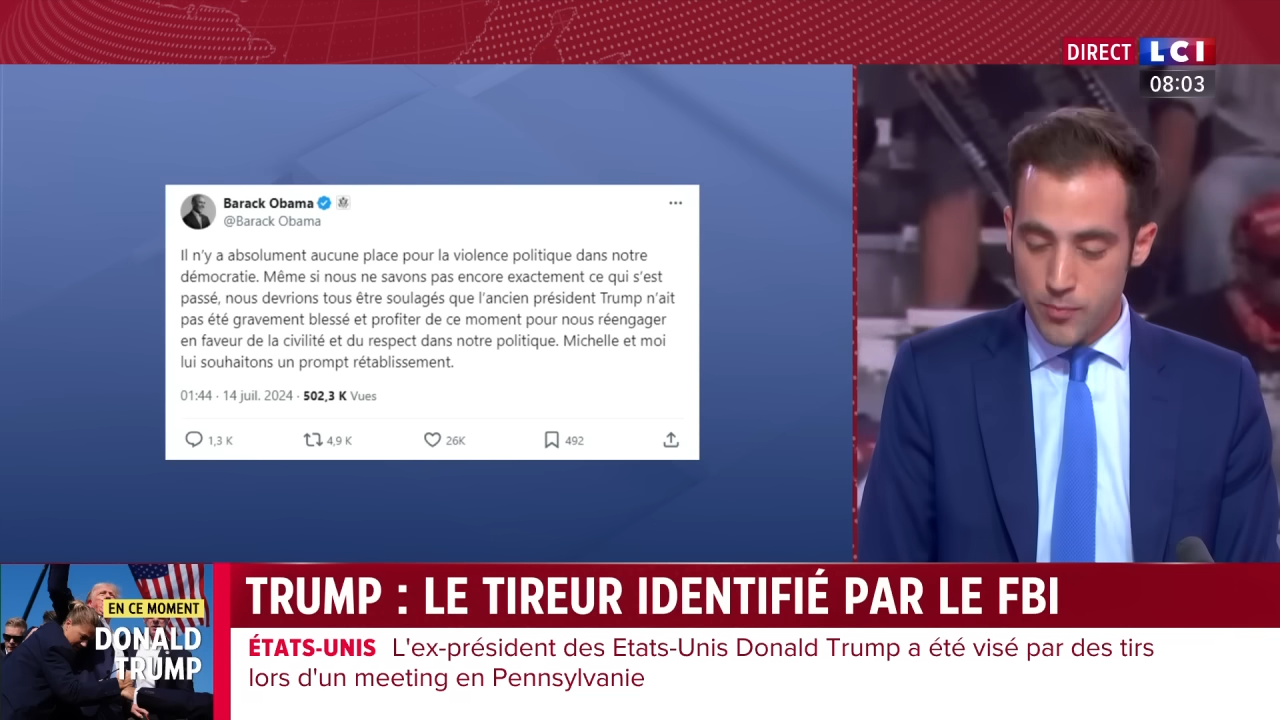 DIRECT LCI
08:03
Barack Obama
@Barack Obama
Il n'y a absolument aucune place pour la violence politique dans notre
démocratie. Même si nous ne savons pas encore exactement ce qui s'est
passé, nous devrions tous être soulagés que l'ancien président Trump n'ait
pas été gravement blessé et profiter de ce moment pour nous réengager
en faveur de la civilité et du respect dans notre politique. Michelle et moi
lui souhaitons un prompt rétablissement.
01:44 · 14 juil. 2024 · 502,3 K Vues
1,3 K 4,9 K 26K 492
EN CE MOMENT
DONALD
TRUMP
TRUMP : LE TIREUR IDENTIFIÉ PAR LE FBI
ÉTATS-UNIS L'ex-président des Etats-Unis Donald Trump a été visé par des tirs
lors d'un meeting en Pennsylvanie